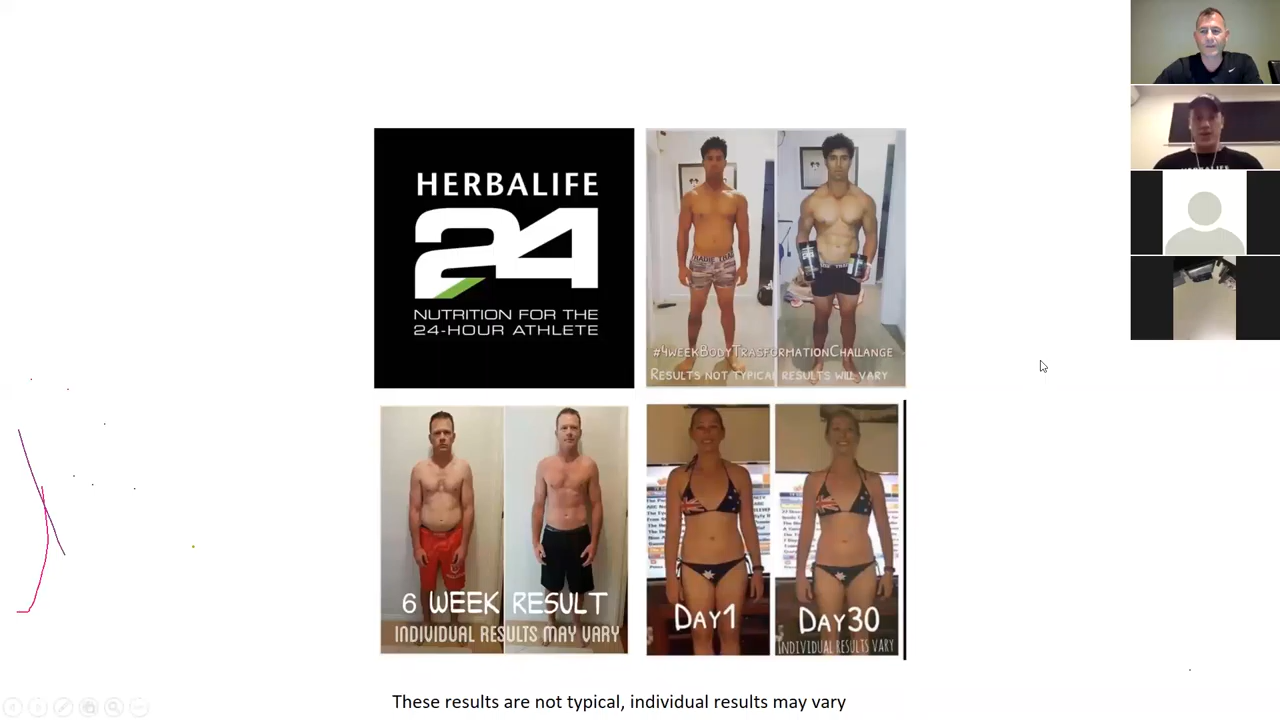 HERBALIFE
24
NUTRITION FOR THE
24-HOUR ATHLETE
#4WEEKBODYTRASFORMATIONCHALLANGE
RESULTS NOT TYPICAL RESULTS WILL VARY
6 WEEK RESULT
INDIVIDUAL RESULTS MAY VARY
DAY1
DAY30
INDIVIDUAL RESULTS VARY
These results are not typical, individual results may vary
HERBALIFE